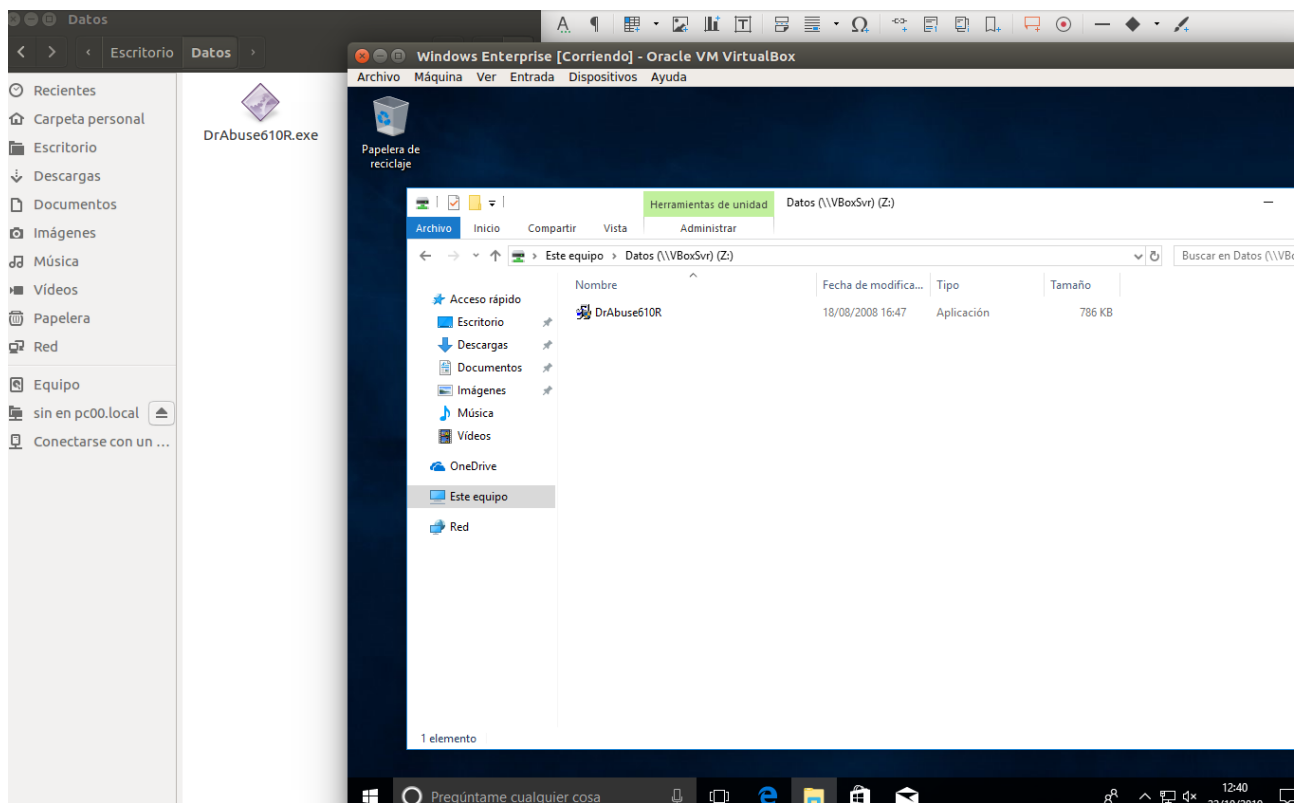 Datos
Escritorio Datos
Recientes
Carpeta personal
Escritorio
Descargas
Documentos
Imágenes
Música
Vídeos
Papelera
Red
Equipo
sin en pc00.local
Conectarse con un ...
DrAbuse610R.exe
Windows Enterprise [Corriendo] - Oracle VM VirtualBox
Archivo Máquina Ver Entrada Dispositivos Ayuda
Papelera de
reciclaje
Herramientas de unidad Datos (\\VBoxSvr) (Z:)
Archivo Inicio Compartir Vista Administrar
Este equipo > Datos (\\VBoxSvr) (Z:)
Buscar en Datos (\\VBo
Nombre Fecha de modifica... Tipo Tamaño
DrAbuse610R 18/08/2008 16:47 Aplicación 786 KB
Acceso rápido
Escritorio
Descargas
Documentos
Imágenes
Música
Vídeos
OneDrive
Este equipo
Red
1 elemento
Pregúntame cualquier cosa
12:40